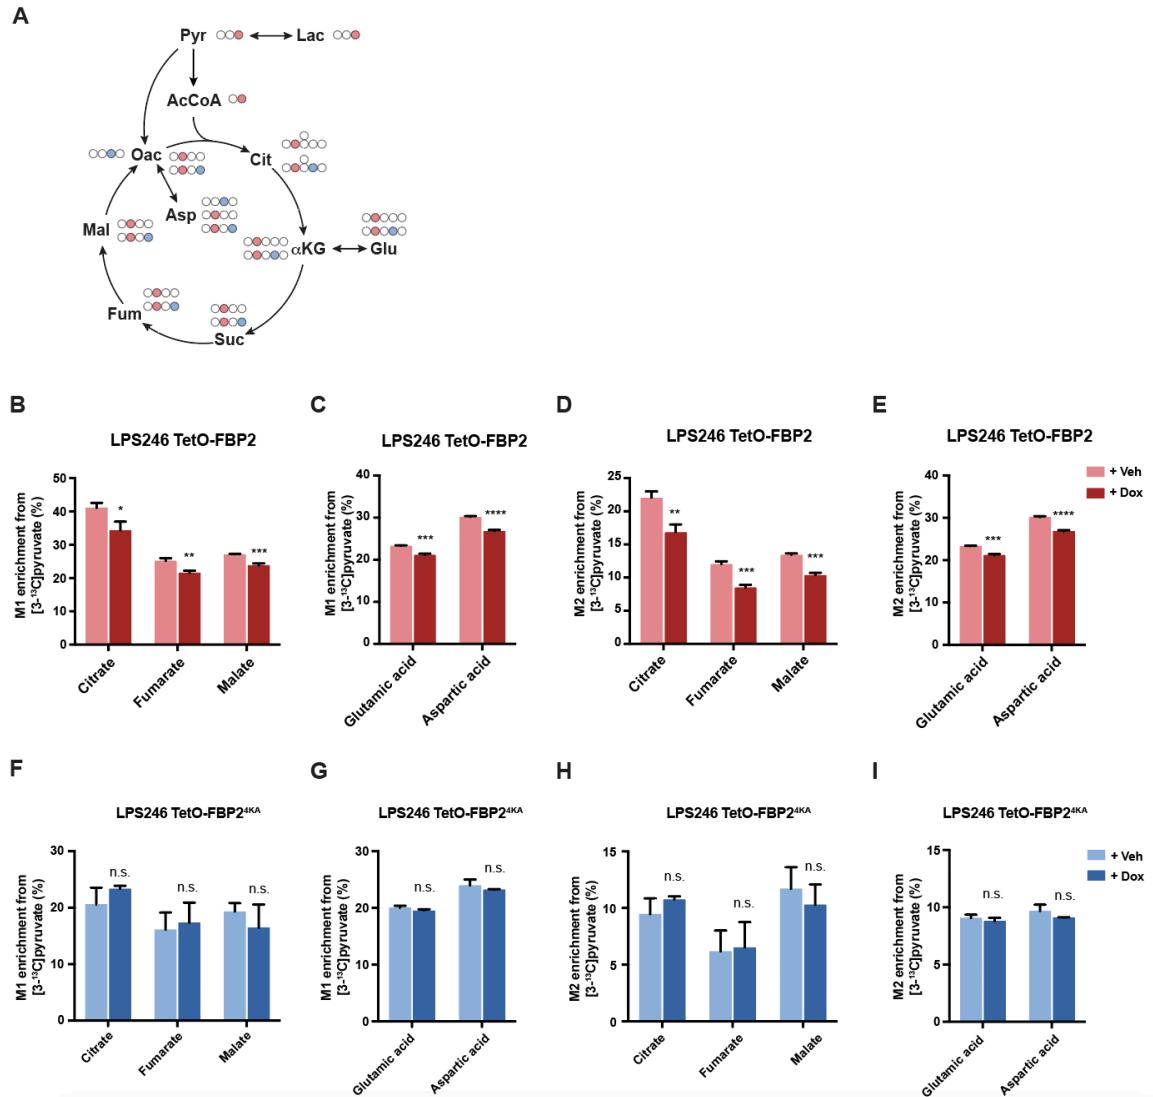 A
Pyr
Lac
AcCoA
Oac
Cit
Asp
Mal
αKG
Glu
Fum
Suc
B
LPS246 TetO-FBP2
M1 enrichment from
[3-¹³C]pyruvate (%)
50
40
30
20
10
0
*
**
***
Citrate
Fumarate
Malate
C
LPS246 TetO-FBP2
M1 enrichment from
[3-¹³C]pyruvate (%)
40
30
20
10
0
***
****
Glutamic acid
Aspartic acid
D
LPS246 TetO-FBP2
M2 enrichment from
[3-¹³C]pyruvate (%)
25
20
15
10
5
0
**
***
***
Citrate
Fumarate
Malate
E
LPS246 TetO-FBP2
M2 enrichment from
[3-¹³C]pyruvate (%)
40
30
20
10
0
***
****
Glutamic acid
Aspartic acid
+ Veh
+ Dox
F
LPS246 TetO-FBP2⁴ᴷᴬ
M1 enrichment from
[3-¹³C]pyruvate (%)
30
20
10
0
n.s.
n.s.
n.s.
Citrate
Fumarate
Malate
G
LPS246 TetO-FBP2⁴ᴷᴬ
M1 enrichment from
[3-¹³C]pyruvate (%)
30
20
10
0
n.s.
n.s.
Glutamic acid
Aspartic acid
H
LPS246 TetO-FBP2⁴ᴷᴬ
M2 enrichment from
[3-¹³C]pyruvate (%)
15
10
5
0
n.s.
n.s.
n.s.
Citrate
Fumarate
Malate
I
LPS246 TetO-FBP2⁴ᴷᴬ
M2 enrichment from
[3-¹³C]pyruvate (%)
15
10
5
0
n.s.
n.s.
Glutamic acid
Aspartic acid
+ Veh
+ Dox